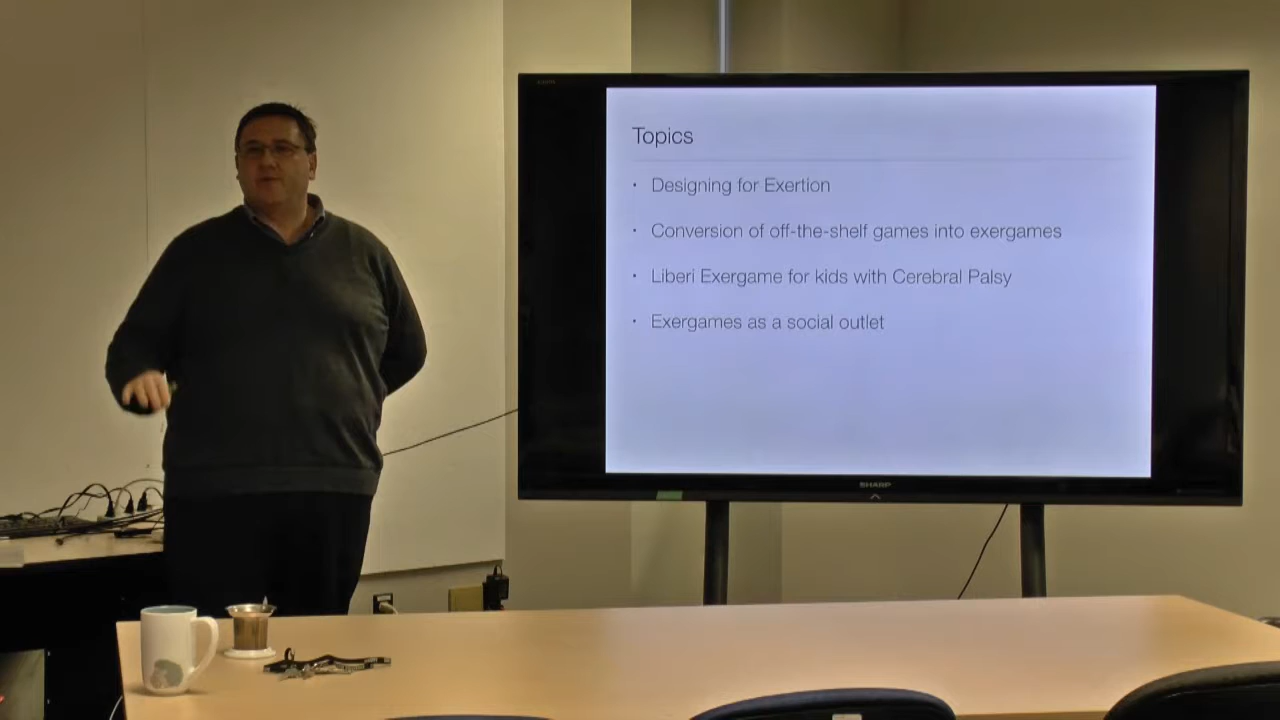 Topics
• Designing for Exertion
• Conversion of off-the-shelf games into exergames
• Liberi Exergame for kids with Cerebral Palsy
• Exergames as a social outlet
SHARP